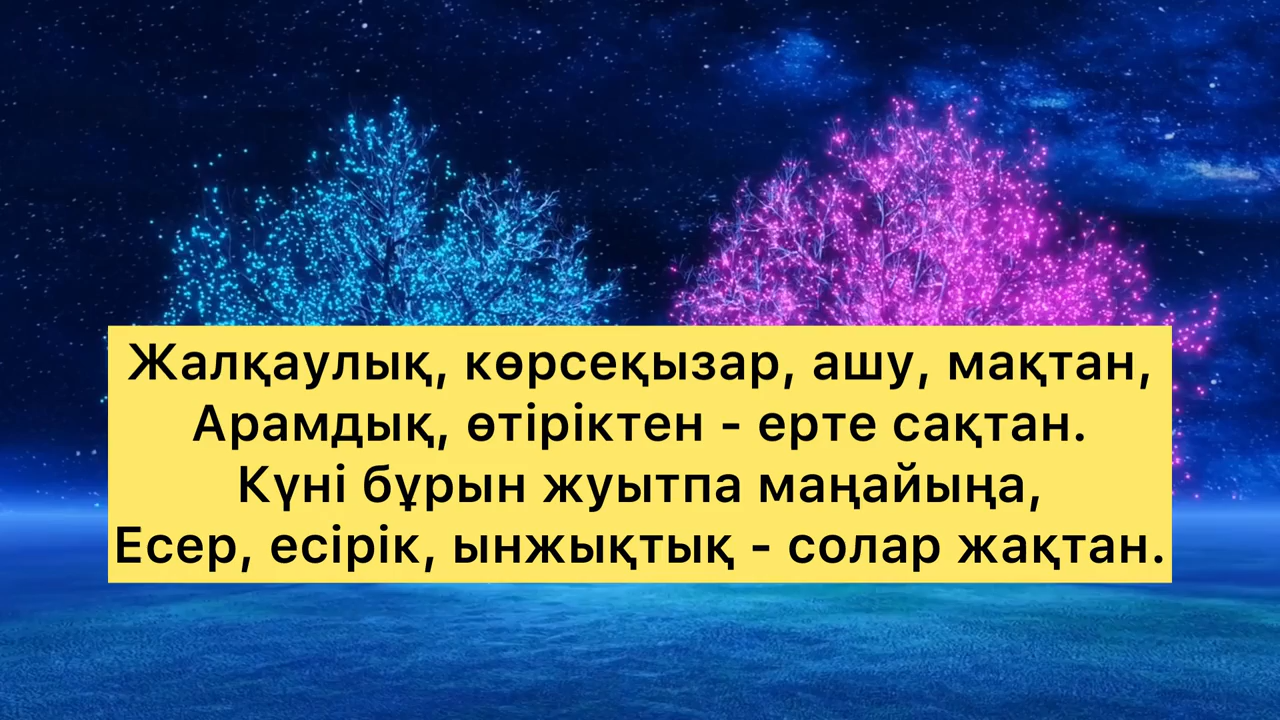 Жалқаулық, көрсеқызар, ашу, мақтан,
Арамдық, өтіріктен - ерте сақтан.
Күні бұрын жуытпа маңайыңа,
Есер, есірік, ынжықтық - солар жақтан.